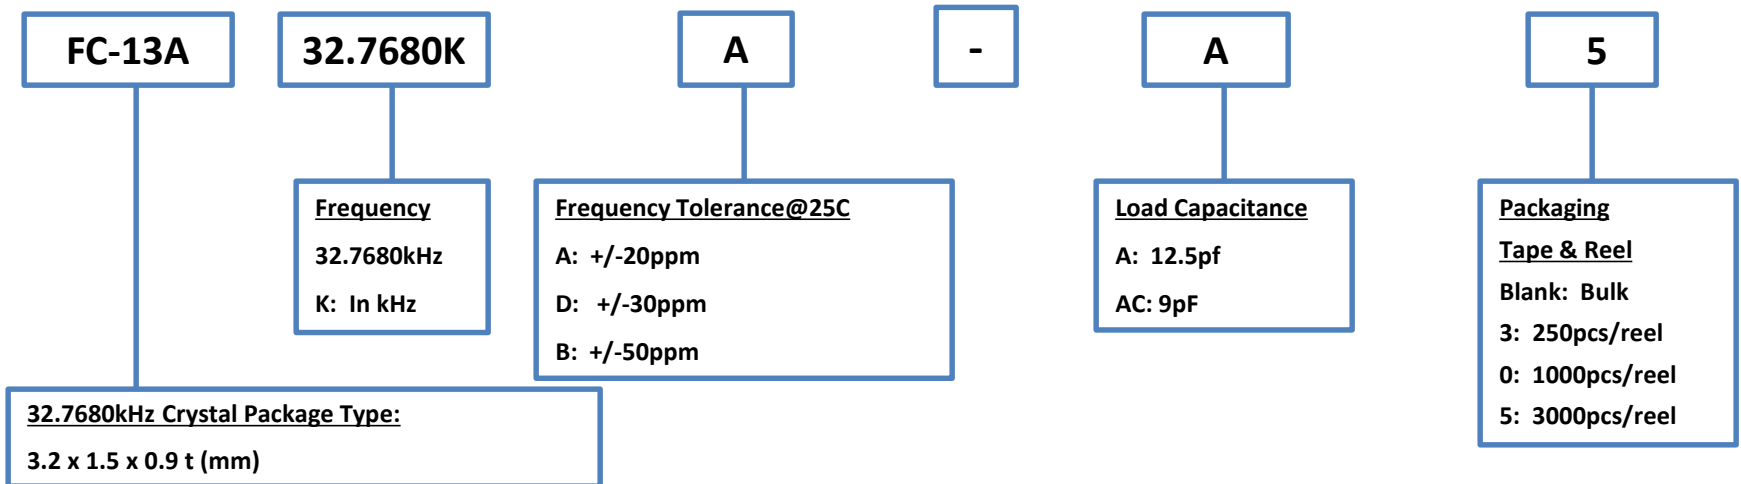 FC-13A 32.7680K A - A 5
Frequency
32.7680kHz
K: In kHz
Frequency Tolerance@25C
A: +/-20ppm
D: +/-30ppm
B: +/-50ppm
Load Capacitance
A: 12.5pf
AC: 9pF
Packaging
Tape & Reel
Blank: Bulk
3: 250pcs/reel
0: 1000pcs/reel
5: 3000pcs/reel
32.7680kHz Crystal Package Type:
3.2 x 1.5 x 0.9 t (mm)